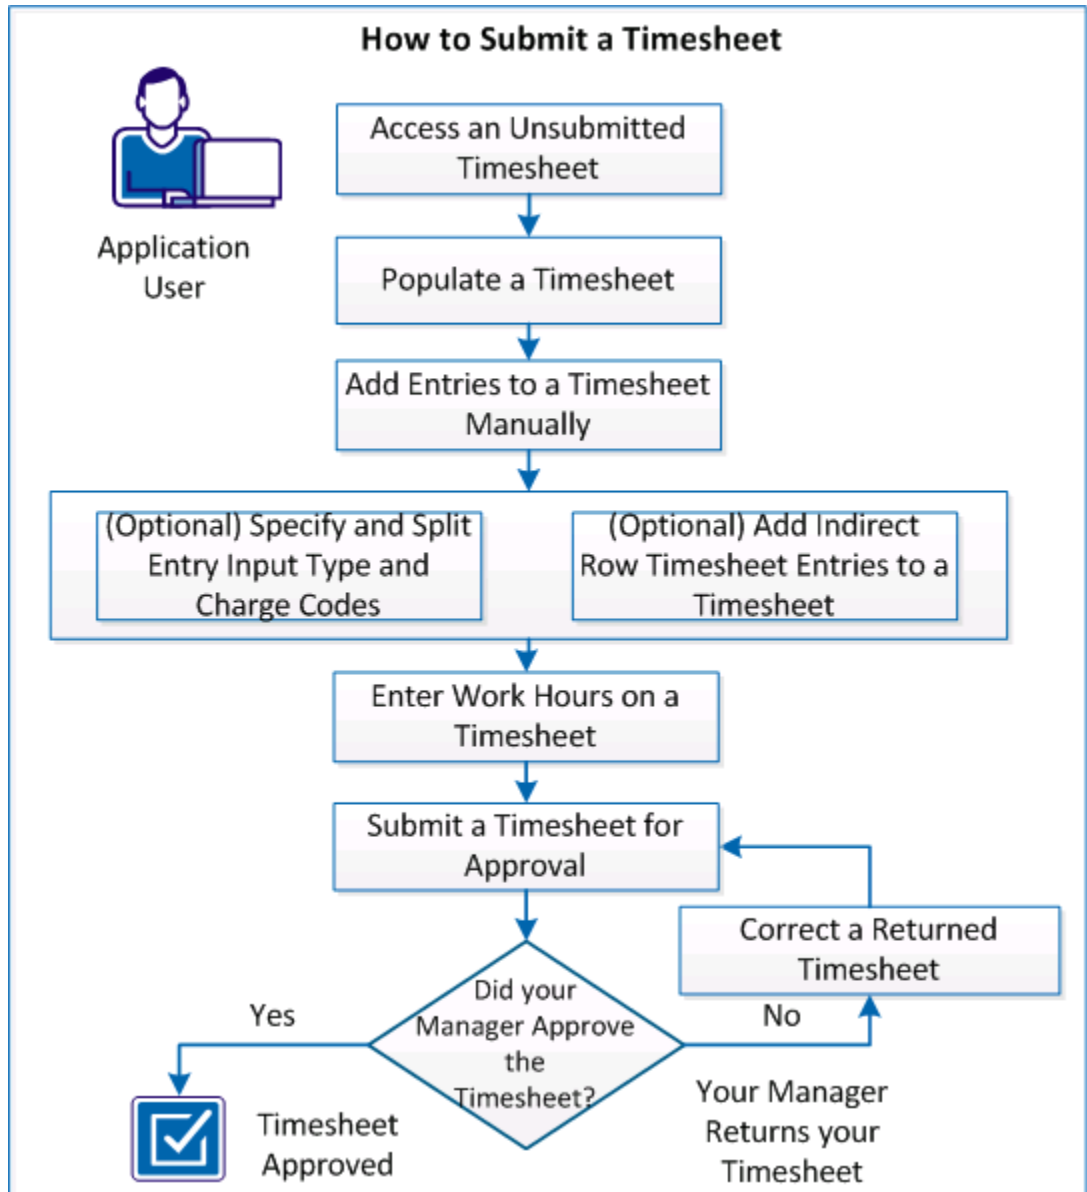 How to Submit a Timesheet
Application
User
Access an Unsubmitted
Timesheet
Populate a Timesheet
Add Entries to a Timesheet
Manually
(Optional) Specify and Split
Entry Input Type and
Charge Codes
(Optional) Add Indirect
Row Timesheet Entries to a
Timesheet
Enter Work Hours on a
Timesheet
Submit a Timesheet for
Approval
Correct a Returned
Timesheet
Did your
Manager Approve
the
Timesheet?
Yes
No
Timesheet
Approved
Your Manager
Returns your
Timesheet